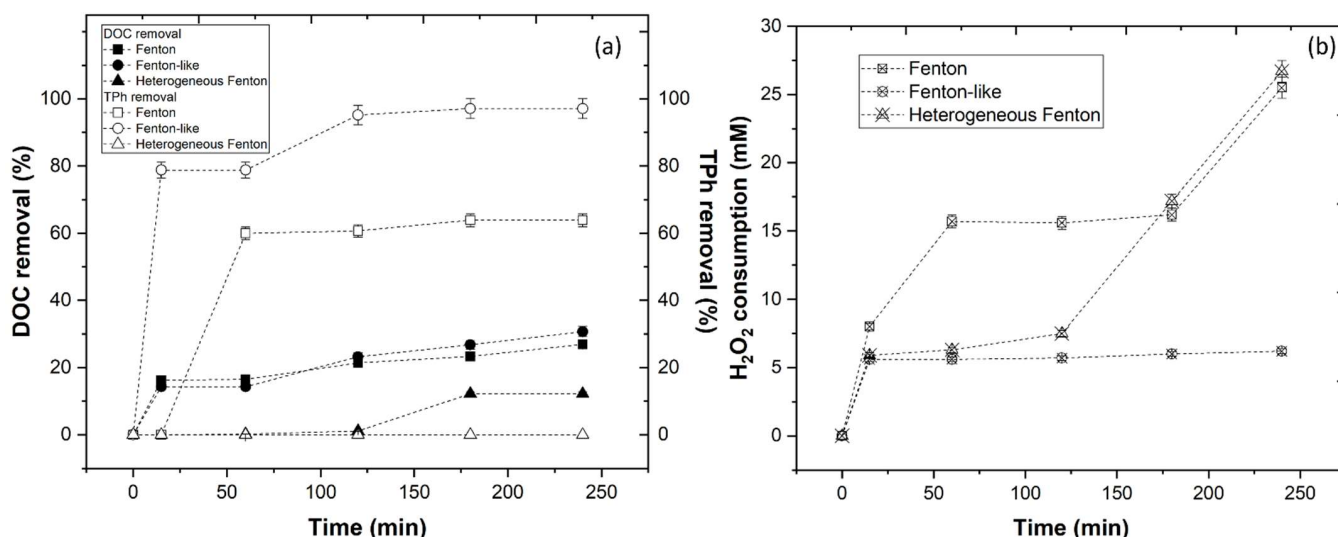 (a)
DOC removal
Fenton
Fenton-like
Heterogeneous Fenton
TPh removal
Fenton
Fenton-like
Heterogeneous Fenton
DOC removal (%)
100
80
60
40
20
0
0
50
100
150
200
250
Time (min)
100
80
60
40
20
0
TPh removal (%)
(b)
Fenton
Fenton-like
Heterogeneous Fenton
H₂O₂ consumption (mM)
30
25
20
15
10
5
0
0
50
100
150
200
250
Time (min)